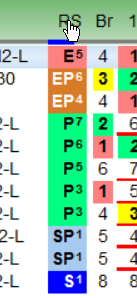 RS Br 1
2-L E5 4 1
30 EP6 3 2
EP4 4 1
2-L P7 2 6
2-L P6 1 2
2-L P5 6 7
2-L P3 1 5
2-L P3 4 3
2-L SP1 5 4
2-L SP1 5 4
2-L S1 8 8